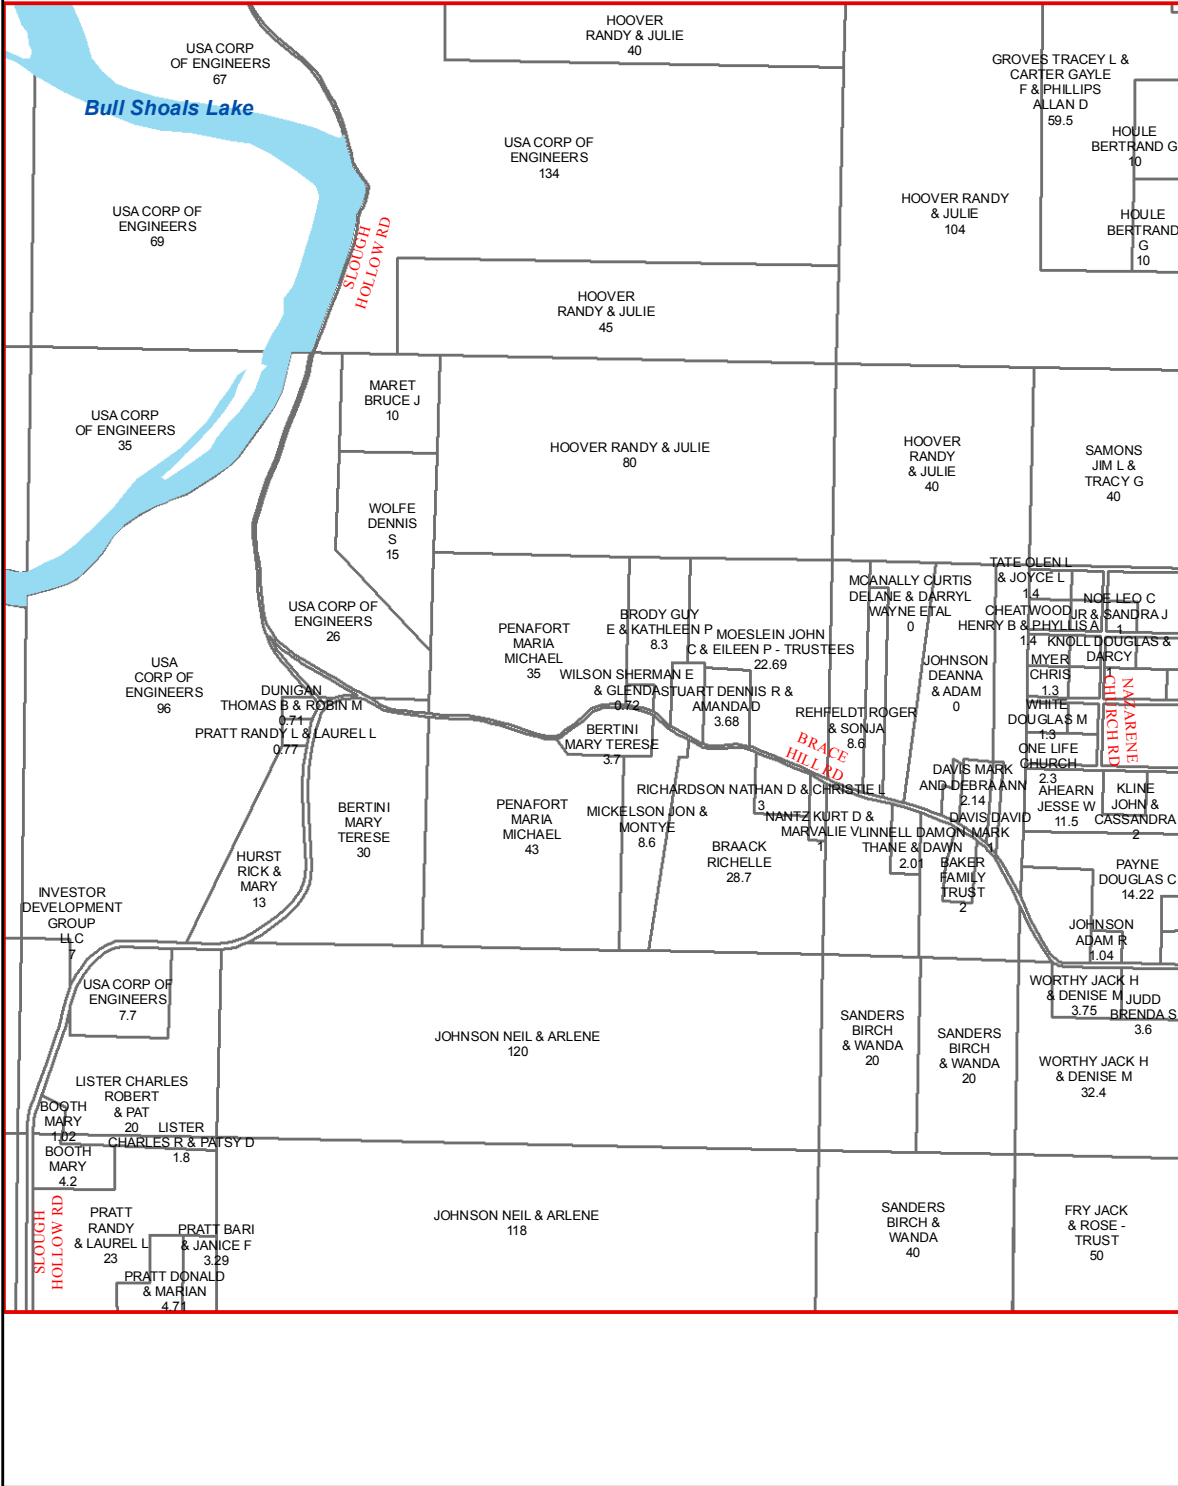 HOOVER
RANDY & JULIE
40
USA CORP
OF ENGINEERS
67
Bull Shoals Lake
GROVES TRACEY L &
CARTER GAYLE
F & PHILLIPS
ALLAN D
59.5
HOULE
BERTRAND G
10
USA CORP OF
ENGINEERS
134
HOOVER RANDY
& JULIE
104
USA CORP OF
ENGINEERS
69
HOULE
BERTRAND
G
10
SLOUGH
HOLLOW RD
HOOVER
RANDY & JULIE
45
MARET
BRUCE J
10
USA CORP
OF ENGINEERS
35
HOOVER RANDY & JULIE
80
HOOVER
RANDY
& JULIE
40
SAMONS
JIM L &
TRACY G
40
WOLFE
DENNIS
S
15
TATE OLEN L
& JOYCE L
1.4
MCANALLY CURTIS
DELANE & DARRYL
WAYNE ETAL
0
NOE LEO C
JR & SANDRA J
1
CHEATWOOD
HENRY B & PHYLLIS A
1.4
USA CORP OF
ENGINEERS
26
BRODY GUY
E & KATHLEEN P
8.3
PENAFORT
MARIA
MICHAEL
35
MOESLEIN JOHN
C & EILEEN P - TRUSTEES
22.69
KNOLL DOUGLAS &
DARCY
1
JOHNSON
DEANNA
& ADAM
0
MYER
CHRIS
1.3
USA
CORP OF
ENGINEERS
96
WILSON SHERMAN E
& GLENDA
0.72
STUART DENNIS R &
AMANDA D
3.68
DUNIGAN
THOMAS B & ROBIN M
0.71
NAZARENE
CHURCH RD
WHITE
DOUGLAS M
1.3
REHFELDT ROGER
& SONJA
8.6
PRATT RANDY L & LAUREL L
0.77
BERTINI
MARY TERESE
3.7
BRACE
HILL RD
ONE LIFE
CHURCH
2.3
DAVIS MARK
AND DEBRA ANN
2.14
RICHARDSON NATHAN D & CHRISTIE L
3
AHEARN
JESSE W
11.5
KLINE
JOHN &
CASSANDRA
2
BERTINI
MARY
TERESE
30
PENAFORT
MARIA
MICHAEL
43
MICKELSON JON &
MONTYE
8.6
NANTZ KURT D &
MARVALIE V
1
DAVIS DAVID
MARK
1
LINNELL DAMON
THANE & DAWN
2.01
BRAACK
RICHELLE
28.7
HURST
RICK &
MARY
13
BAKER
FAMILY
TRUST
2
PAYNE
DOUGLAS C
14.22
INVESTOR
DEVELOPMENT
GROUP
LLC
7
JOHNSON
ADAM R
1.04
USA CORP OF
ENGINEERS
7.7
WORTHY JACK H
& DENISE M
3.75
JUDD
BRENDA S
3.6
JOHNSON NEIL & ARLENE
120
SANDERS
BIRCH
& WANDA
20
SANDERS
BIRCH
& WANDA
20
WORTHY JACK H
& DENISE M
32.4
LISTER CHARLES
ROBERT
& PAT
20
BOOTH
MARY
1.02
LISTER
CHARLES R & PATSY D
1.8
BOOTH
MARY
4.2
SLOUGH
HOLLOW RD
PRATT
RANDY
& LAUREL L
23
PRATT BARI
& JANICE F
3.29
JOHNSON NEIL & ARLENE
118
SANDERS
BIRCH &
WANDA
40
FRY JACK
& ROSE -
TRUST
50
PRATT DONALD
& MARIAN
4.71